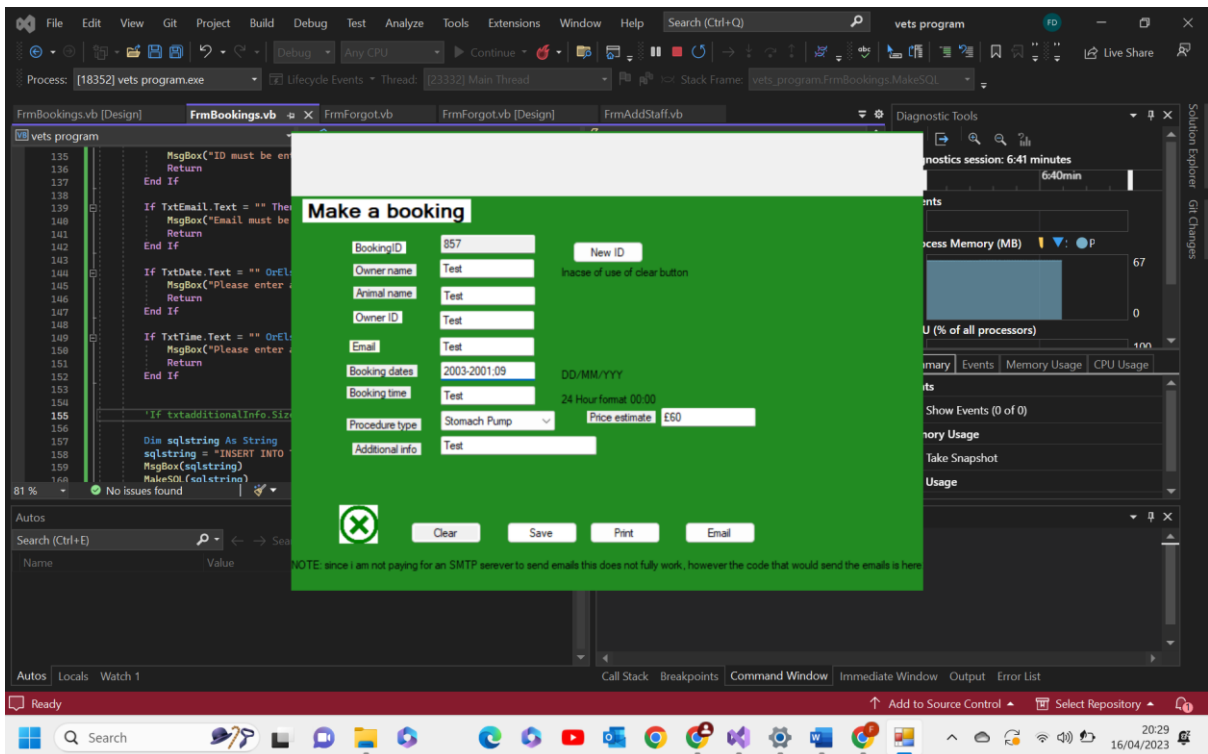 File Edit View Git Project Build Debug Test Analyze Tools Extensions Window Help Search (Ctrl+Q) vets program FD
Debug Any CPU Continue Live Share
Process: [18352] vets program.exe Lifecycle Events Thread: [23332] Main Thread Stack Frame: vets_program.FrmBookings.MakeSQL
FrmBookings.vb [Design] FrmBookings.vb FrmForgot.vb FrmForgot.vb [Design] FrmAddStaff.vb
VB vets program
135 MsgBox("ID must be en
136 Return
137 End If
138
139 If TxtEmail.Text = "" The
140 MsgBox("Email must be
141 Return
142 End If
143
144 If TxtDate.Text = "" OrEl
145 MsgBox("Please enter a
146 Return
147 End If
148
149 If TxtTime.Text = "" OrEl
150 MsgBox("Please enter a
151 Return
152 End If
153
154
155 'If txtadditionalInfo.Siz
156
157 Dim sqlstring As String
158 sqlstring = "INSERT INTO
159 MsgBox(sqlstring)
160 MakeSQL(sqlstring)
81 % No issues found
Make a booking
BookingID 857 New ID
Owner name Test Inacse of use of clear button
Animal name Test
Owner ID Test
Email Test
Booking dates 2003-2001;09 DD/MM/YYY
Booking time Test 24 Hour format 00:00
Procedure type Stomach Pump Price estimate £60
Additional info Test
Clear Save Print Email
NOTE: since i am not paying for an SMTP serever to send emails this does not fully work, however the code that would send the emails is here
Diagnostic Tools
gnostics session: 6:41 minutes
6:40min
ents
cess Memory (MB) P
67
0
U (% of all processors)
100
mary Events Memory Usage CPU Usage
ts
Show Events (0 of 0)
mory Usage
Take Snapshot
Usage
Solution Explorer
Git Changes
Autos
Search (Ctrl+E) Sea
Name Value
Autos Locals Watch 1
Call Stack Breakpoints Command Window Immediate Window Output Error List
Ready Add to Source Control Select Repository
Search
20:29
16/04/2023